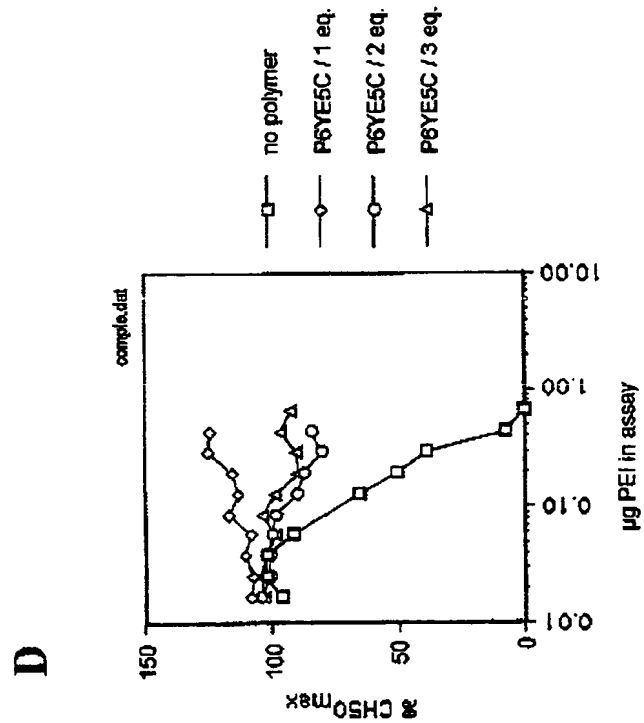 D
comple.dat
% CH50max
150
100
50
0
0.01
0.10
1.00
10.00
µg PEI in assay
no polymer
P6YE5C / 1 eq.
P6YE5C / 2 eq.
P6YE5C / 3 eq.